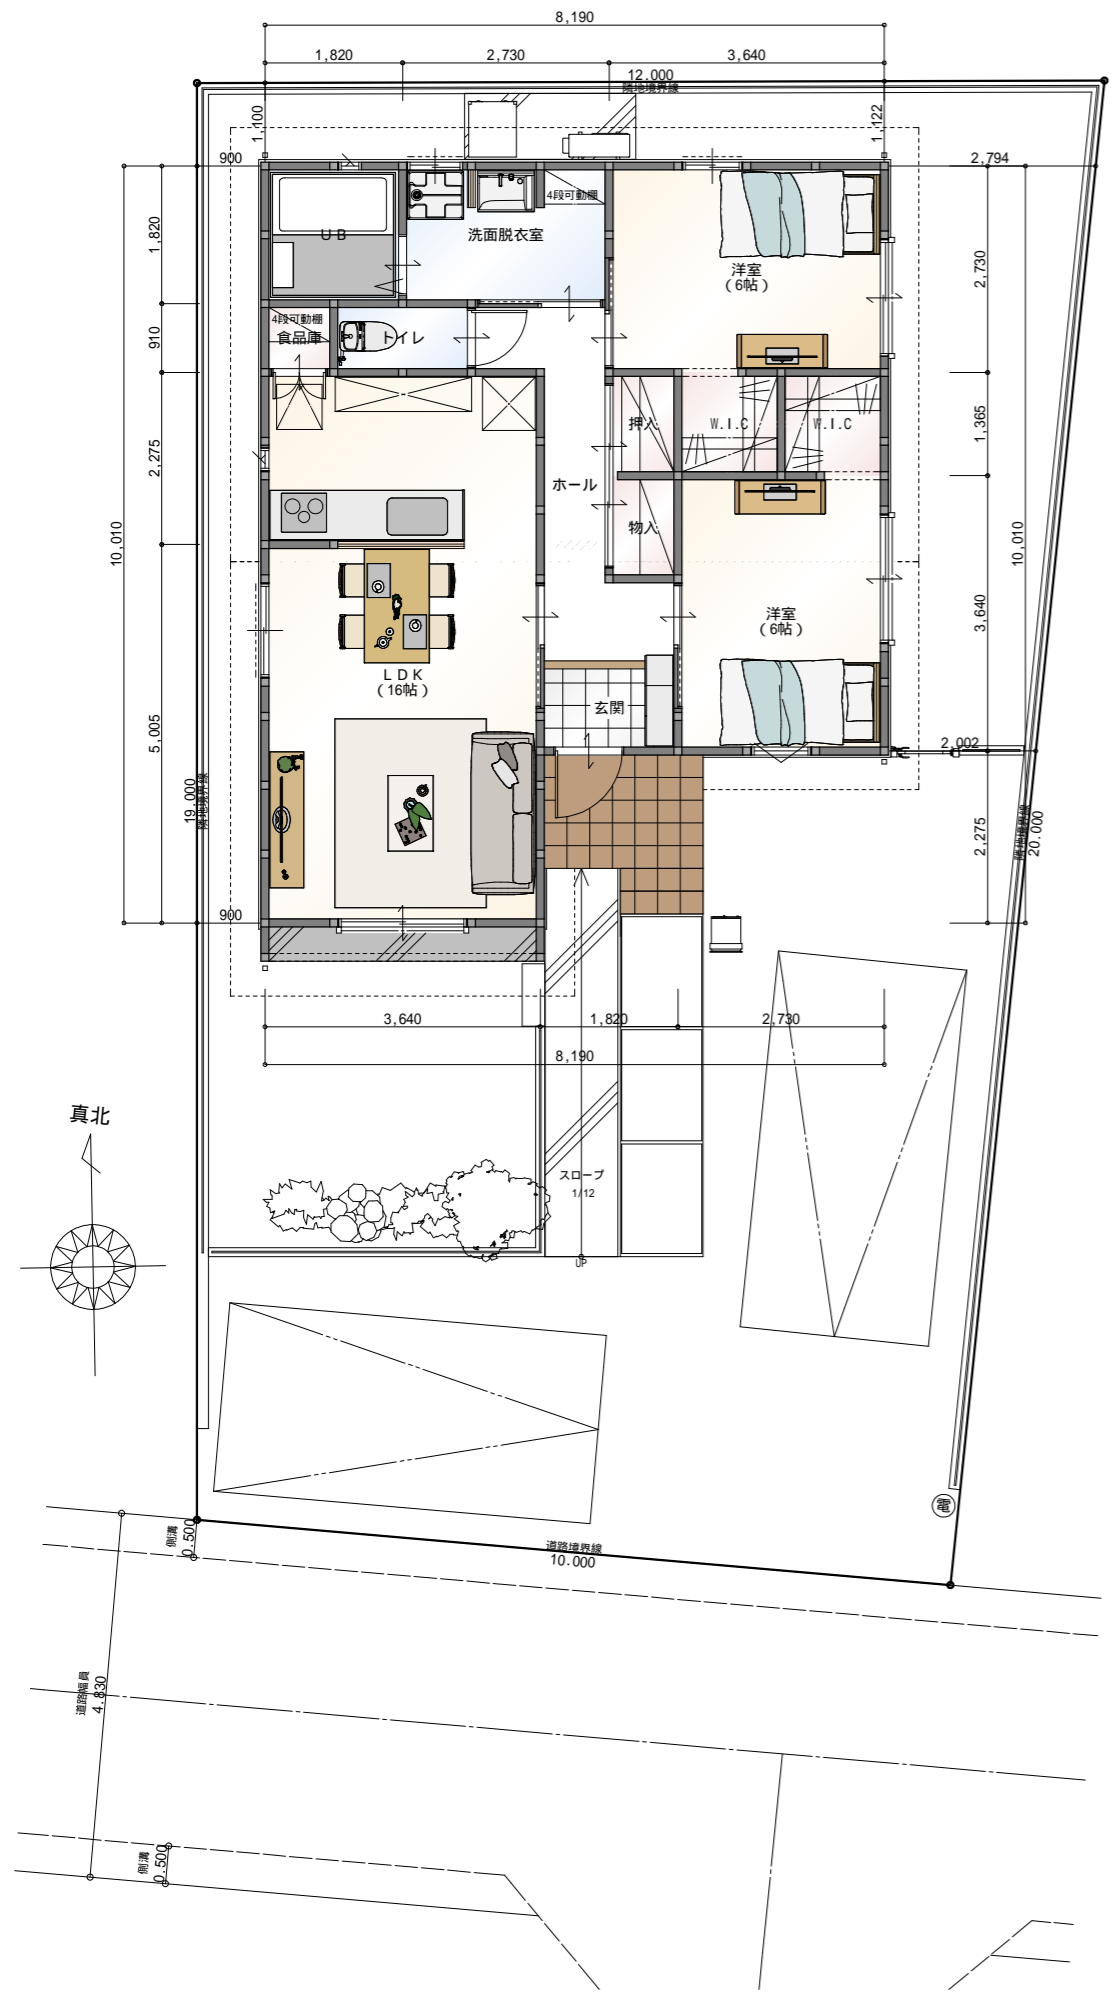 8,190
1,820
2,730
3,640
12.000
隣地境界線
1,100
1,122
900
2,794
4段可動棚
UB
洗面脱衣室
洋室
（6帖）
1,820
2,730
4段可動棚
食品庫
トイレ
910
押入
W.I.C
W.I.C
1,365
2,275
ホール
物入
10,010
10,010
3,640
洋室
（6帖）
LDK
（16帖）
玄関
5,005
2,002
19.000
隣地境界線
2,275
隣地境界線
20.000
900
3,640
1,820
2,730
8,190
真北
スロープ
1/12
UP
電
側溝
0.500
道路境界線
10.000
道路幅員
4.830
側溝
0.500